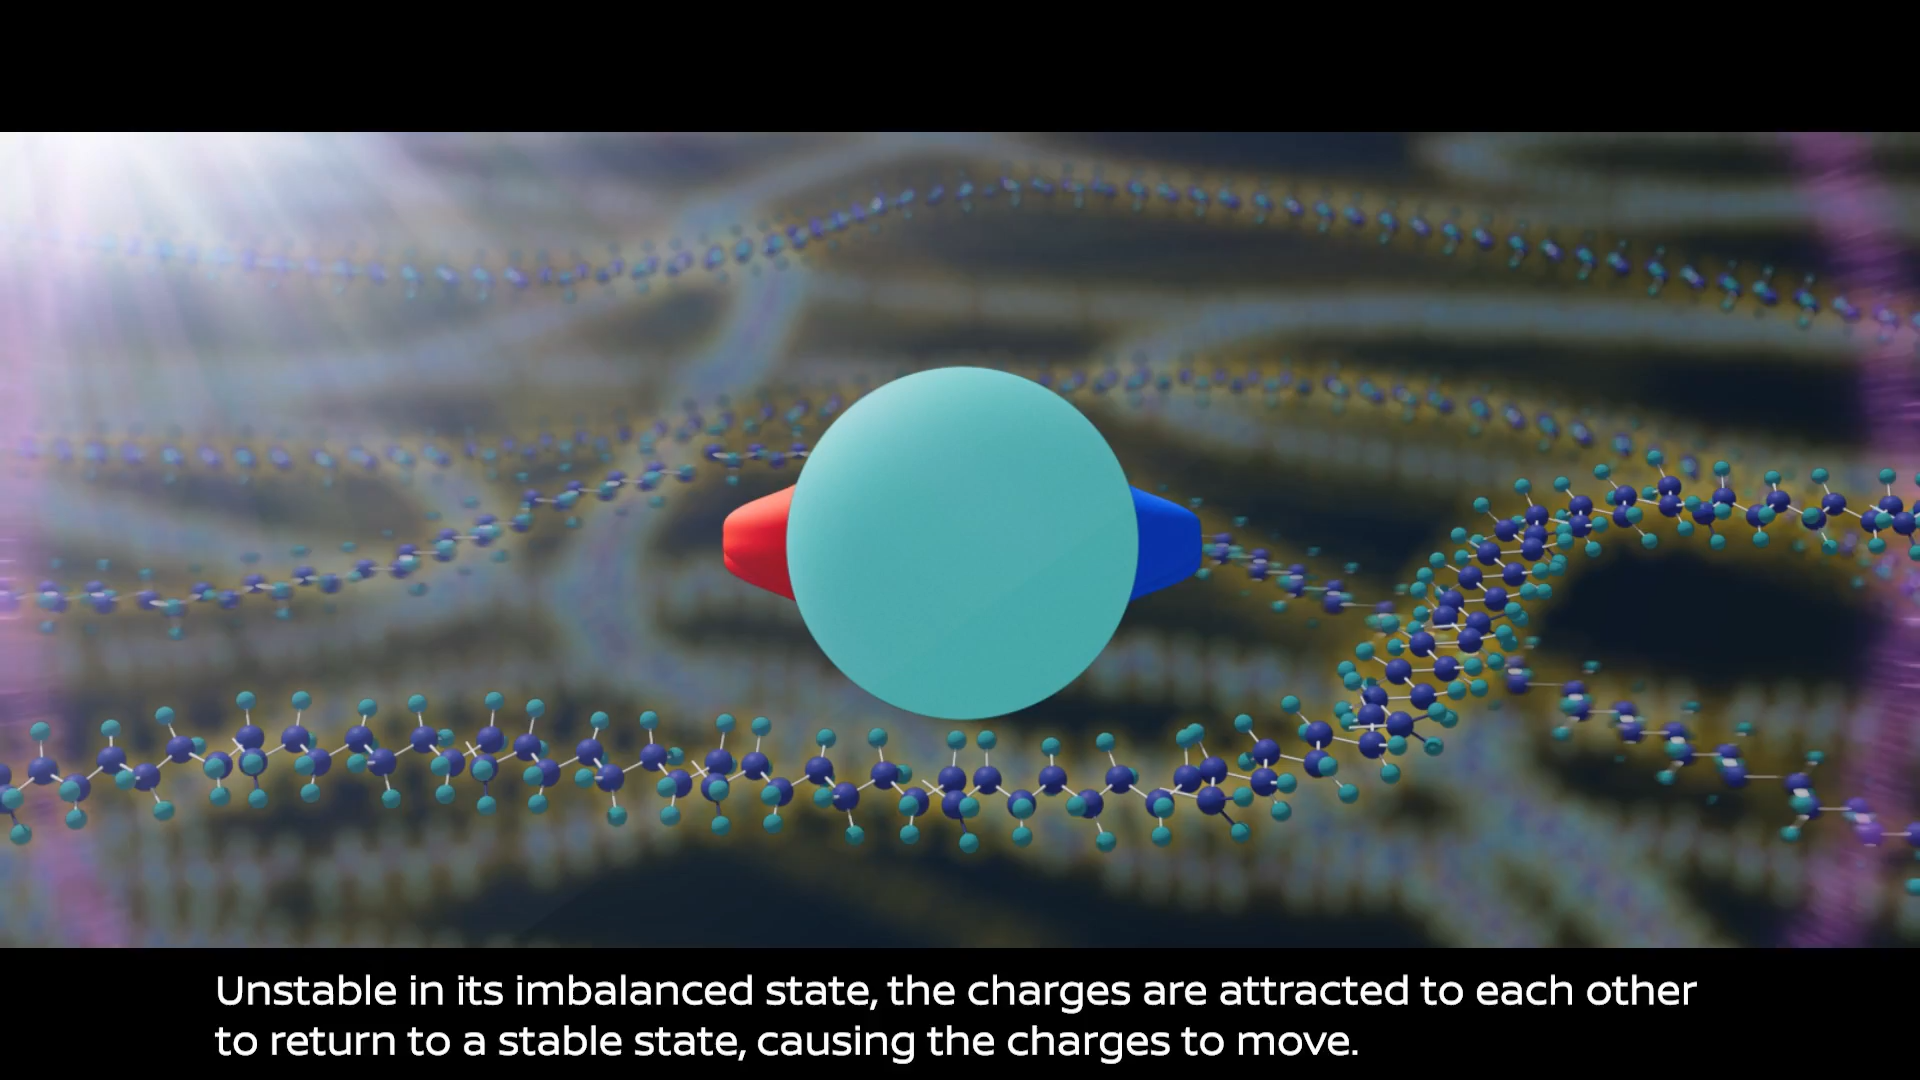 Unstable in its imbalanced state, the charges are attracted to each other
to return to a stable state, causing the charges to move.